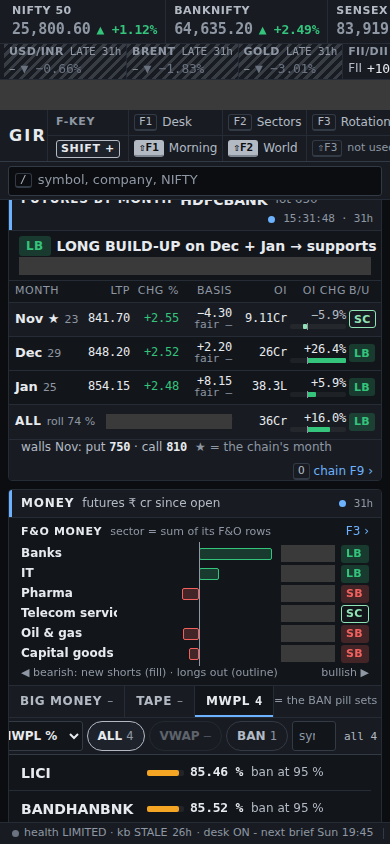 NIFTY 50 BANKNIFTY SENSEX
25,800.60 ▲ +1.12% 64,635.20 ▲ +2.49% 83,919
USD/INR LATE 31h BRENT LATE 31h GOLD LATE 31h FII/DII
– ▼ −0.66% – ▼ −1.83% – ▼ −3.01% FII +10
GIR F-KEY F1 Desk F2 Sectors F3 Rotation
SHIFT + ⇧F1 Morning ⇧F2 World ⇧F3 not used
/ symbol, company, NIFTY
FUTURES BY MONTH HDFCBANK lot 650
15:31:48 · 31h
LB LONG BUILD-UP on Dec + Jan → supports
MONTH LTP CHG % BASIS OI OI CHG B/U
Nov ★ 23 841.70 +2.55 −4.30 fair – 9.11Cr −5.9% SC
Dec 29 848.20 +2.52 +2.20 fair – 26Cr +26.4% LB
Jan 25 854.15 +2.48 +8.15 fair – 38.3L +5.9% LB
ALL roll 74 % 36Cr +16.0% LB
walls Nov: put 750 · call 810 ★ = the chain's month
O chain F9 ›
MONEY futures ₹ cr since open 31h
F&O MONEY sector = sum of its F&O rows F3 ›
Banks LB
IT LB
Pharma SB
Telecom servic SC
Oil & gas SB
Capital goods SB
◀ bearish: new shorts (fill) · longs out (outline) bullish ▶
BIG MONEY – TAPE – MWPL 4 = the BAN pill sets
MWPL % ALL 4 VWAP – BAN 1 syr all 4
LICI 85.46 % ban at 95 %
BANDHANBNK 85.52 % ban at 95 %
health LIMITED · kb STALE 26h · desk ON - next brief Sun 19:45